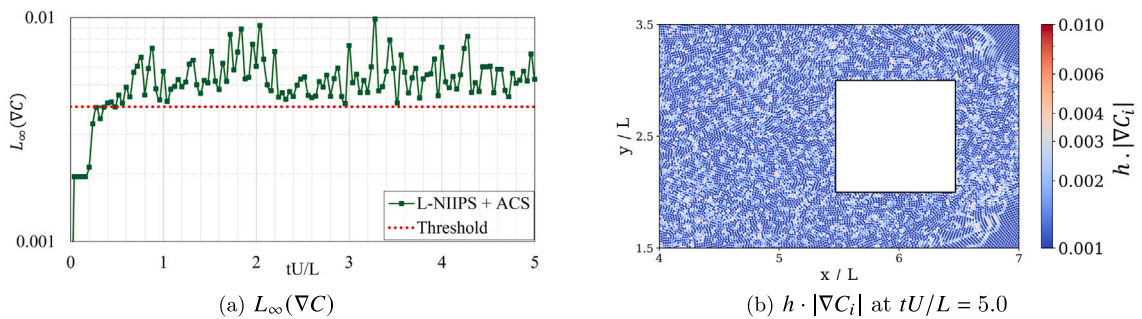 0.01
L∞(∇C)
L-NIIPS + ACS
Threshold
0.001
0 1 2 3 4 5
tU/L
(a) L∞(∇C)
3.5
y / L
2.5
1.5
4 5 6 7
x / L
0.010
0.006
0.004
0.002
0.001
h · |∇Cᵢ|
(b) h · |∇Cᵢ| at tU/L = 5.0